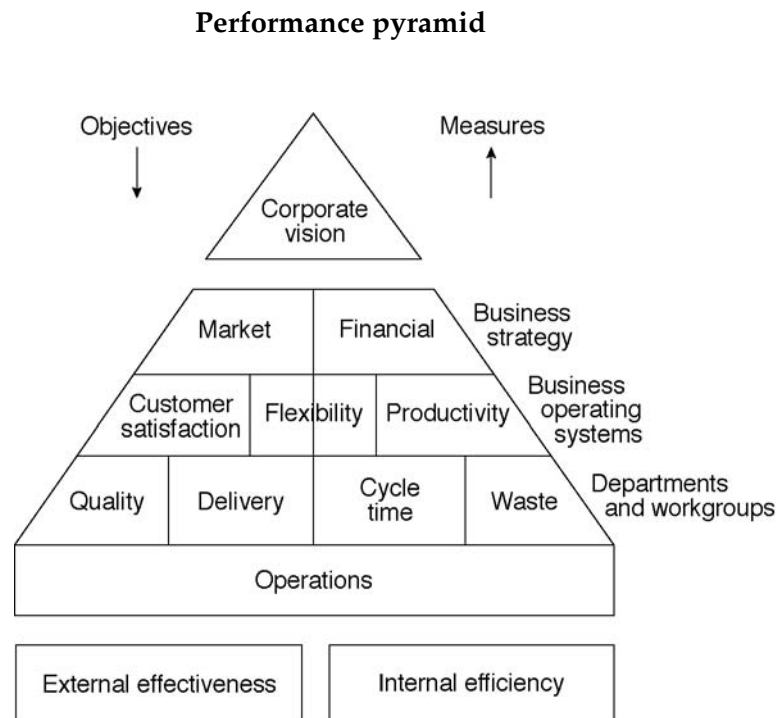 Performance pyramid
Objectives
Measures
Corporate
vision
Market
Financial
Business
strategy
Customer
satisfaction
Flexibility
Productivity
Business
operating
systems
Quality
Delivery
Cycle
time
Waste
Departments
and workgroups
Operations
External effectiveness
Internal efficiency